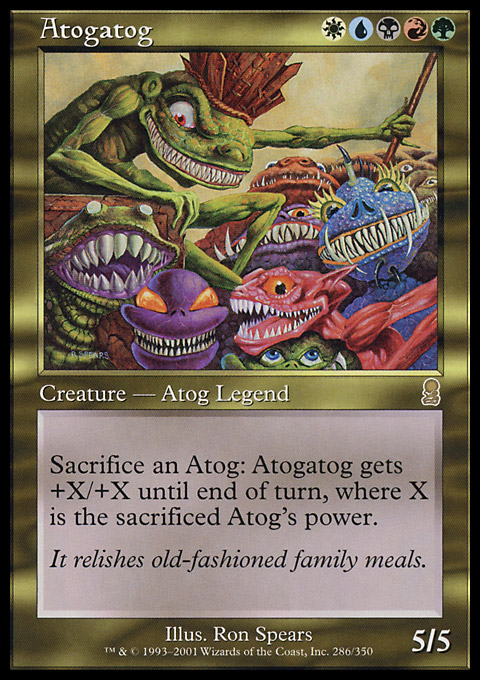 Atogatog
R. SPEARS
Creature — Atog Legend
Sacrifice an Atog: Atogatog gets
+X/+X until end of turn, where X
is the sacrificed Atog's power.
It relishes old-fashioned family meals.
Illus. Ron Spears
™ & © 1993–2001 Wizards of the Coast, Inc. 286/350
5/5